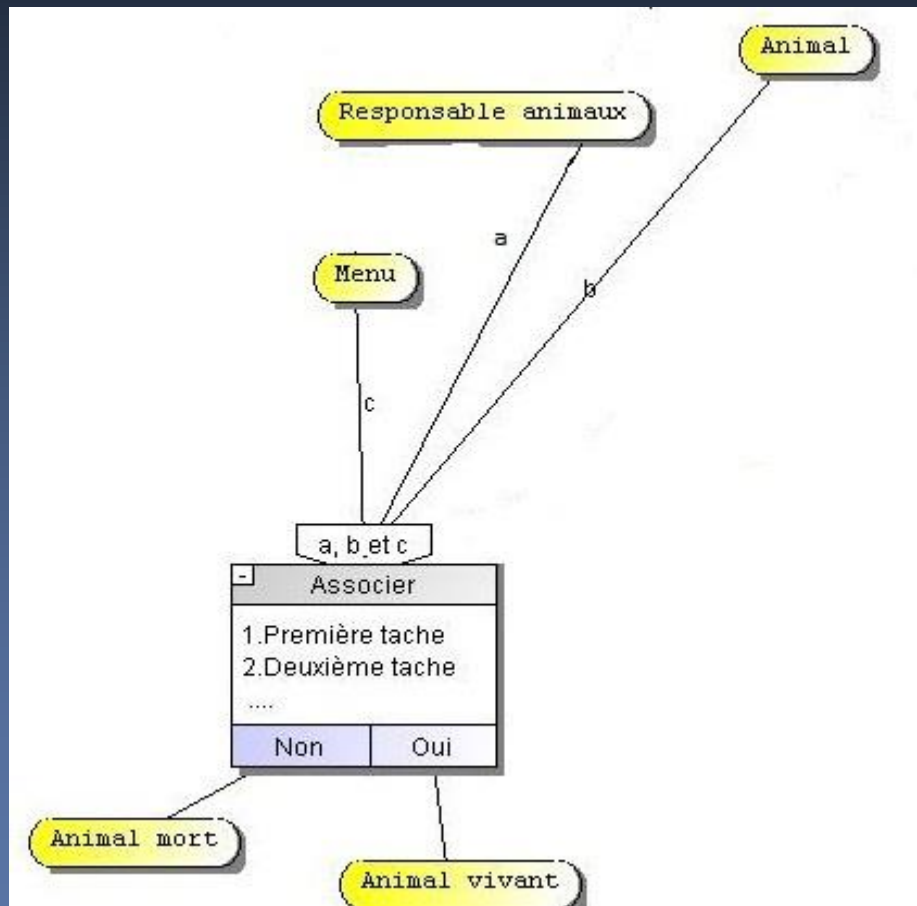 Animal
Responsable animaux
a
Menu
b
c
a, b et c
-
Associer
1.Première tache
2.Deuxième tache
....
Non
Oui
Animal mort
Animal vivant